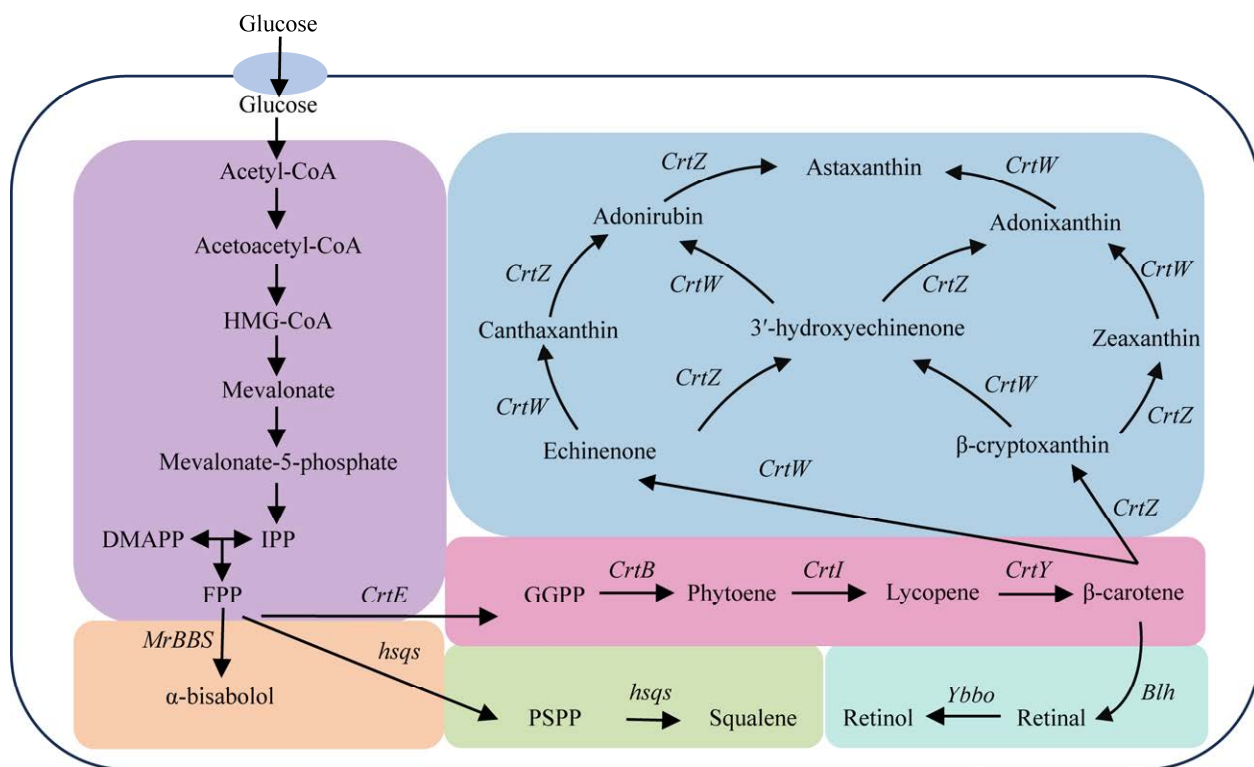 Glucose
Glucose
Acetyl-CoA
Acetoacetyl-CoA
HMG-CoA
Mevalonate
Mevalonate-5-phosphate
DMAPP
IPP
FPP
CrtZ
Astaxanthin
CrtW
Adonirubin
Adonixanthin
CrtZ
CrtW
CrtZ
CrtW
Canthaxanthin
3′-hydroxyechinenone
Zeaxanthin
CrtW
CrtZ
CrtW
CrtZ
Echinenone
β-cryptoxanthin
CrtW
CrtZ
CrtE
GGPP
CrtB
Phytoene
CrtI
Lycopene
CrtY
β-carotene
MrBBS
α-bisabolol
hsqs
PSPP
hsqs
Squalene
Retinol
Ybbo
Retinal
Blh